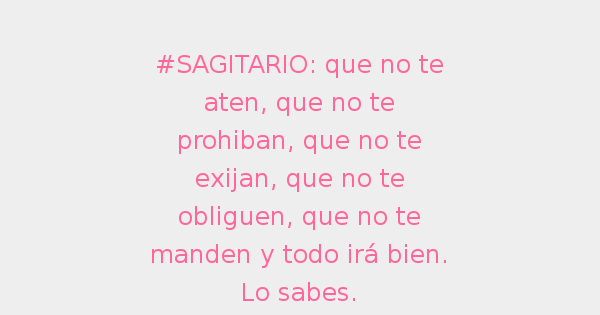 #SAGITARIO: que no te
aten, que no te
prohiban, que no te
exijan, que no te
obliguen, que no te
manden y todo irá bien.
Lo sabes.